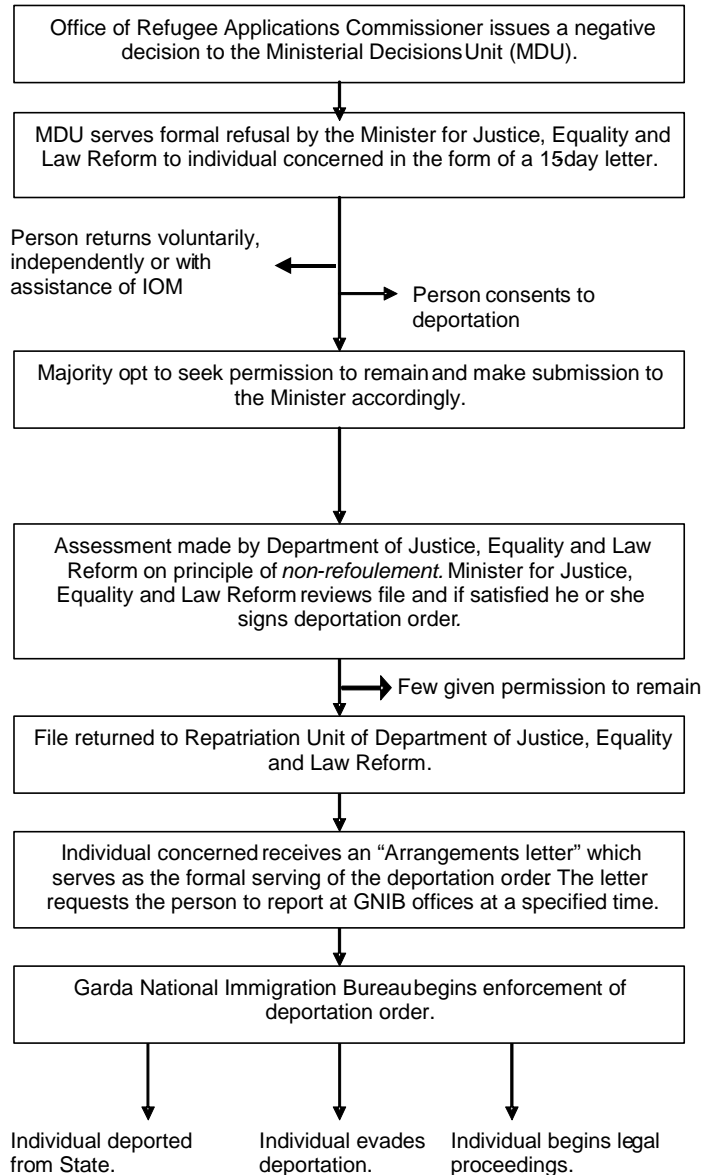 Office of Refugee Applications Commissioner issues a negative
decision to the Ministerial Decisions Unit (MDU).
MDU serves formal refusal by the Minister for Justice, Equality and
Law Reform to individual concerned in the form of a 15day letter.
Person returns voluntarily,
independently or with
assistance of IOM
Person consents to
deportation
Majority opt to seek permission to remain and make submission to
the Minister accordingly.
Assessment made by Department of Justice, Equality and Law
Reform on principle of non-refoulement. Minister for Justice,
Equality and Law Reform reviews file and if satisfied he or she
signs deportation order.
Few given permission to remain
File returned to Repatriation Unit of Department of Justice, Equality
and Law Reform.
Individual concerned receives an “Arrangements letter” which
serves as the formal serving of the deportation order. The letter
requests the person to report at GNIB offices at a specified time.
Garda National Immigration Bureau begins enforcement of
deportation order.
Individual deported
from State.
Individual evades
deportation.
Individual begins legal
proceedings.